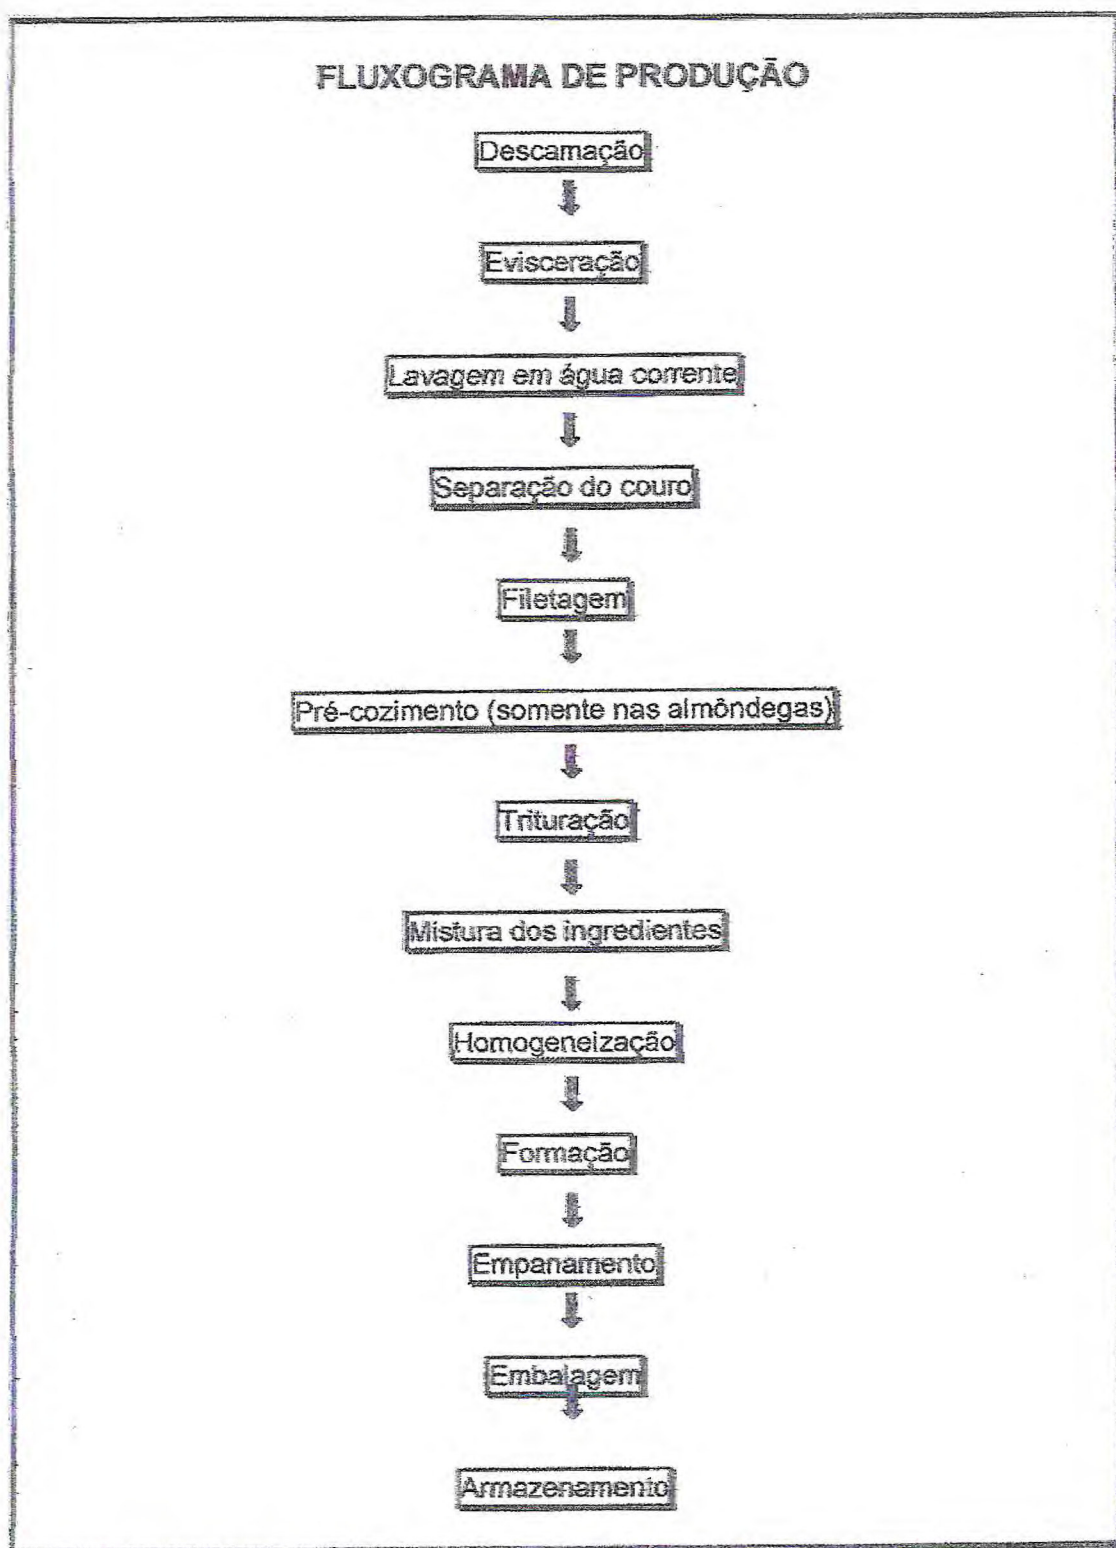 FLUXOGRAMA DE PRODUÇÃO
Descamação
Evisceração
Lavagem em água corrente
Separação do couro
Filetagem
Pré-cozimento (somente nas almôndegas)
Trituração
Mistura dos ingredientes
Homogeneização
Formação
Empanamento
Embalagem
Armazenamento